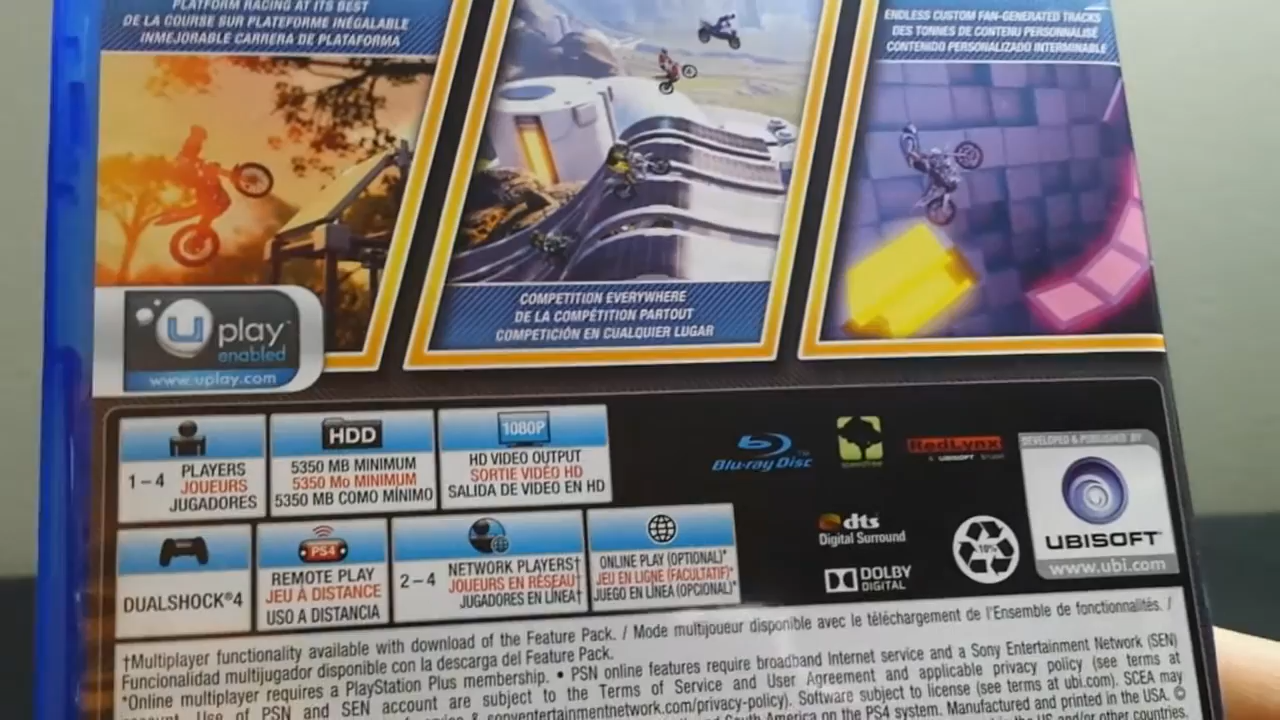 PLATFORM RACING AT ITS BEST
DE LA COURSE SUR PLATEFORME INÉGALABLE
INMEJORABLE CARRERA DE PLATAFORMA
ENDLESS CUSTOM FAN-GENERATED TRACKS
DES TONNES DE CONTENU PERSONNALISÉ
CONTENIDO PERSONALIZADO INTERMINABLE
COMPETITION EVERYWHERE
DE LA COMPÉTITION PARTOUT
COMPETICIÓN EN CUALQUIER LUGAR
U play™
enabled
www.uplay.com
1-4 PLAYERS
JOUEURS
JUGADORES
HDD
5350 MB MINIMUM
5350 Mo MINIMUM
5350 MB COMO MÍNIMO
1080P
HD VIDEO OUTPUT
SORTIE VIDÉO HD
SALIDA DE VIDEO EN HD
Blu-ray Disc™
RedLynx
A UBISOFT STUDIO
DEVELOPED & PUBLISHED BY
UBISOFT™
www.ubi.com
DUALSHOCK®4
PS4
REMOTE PLAY
JEU À DISTANCE
USO A DISTANCIA
2-4 NETWORK PLAYERS†
JOUEURS EN RÉSEAU†
JUGADORES EN LÍNEA†
ONLINE PLAY (OPTIONAL)*
JEU EN LIGNE (FACULTATIF)*
JUEGO EN LÍNEA (OPCIONAL)*
dts
Digital Surround
DOLBY
DIGITAL
10%
†Multiplayer functionality available with download of the Feature Pack. / Mode multijoueur disponible avec le téléchargement de l'Ensemble de fonctionnalités. /
Funcionalidad multijugador disponible con la descarga del Feature Pack.
*Online multiplayer requires a PlayStation Plus membership. • PSN online features require broadband Internet service and a Sony Entertainment Network (SEN)
account. Use of PSN and SEN account are subject to the Terms of Service and User Agreement and applicable privacy policy (see terms at
sonyentertainmentnetwork.com/privacy-policy). Software subject to license (see terms at ubi.com). SCEA may
South America on the PS4 system. Manufactured and printed in the USA. ©
and/or other countries.